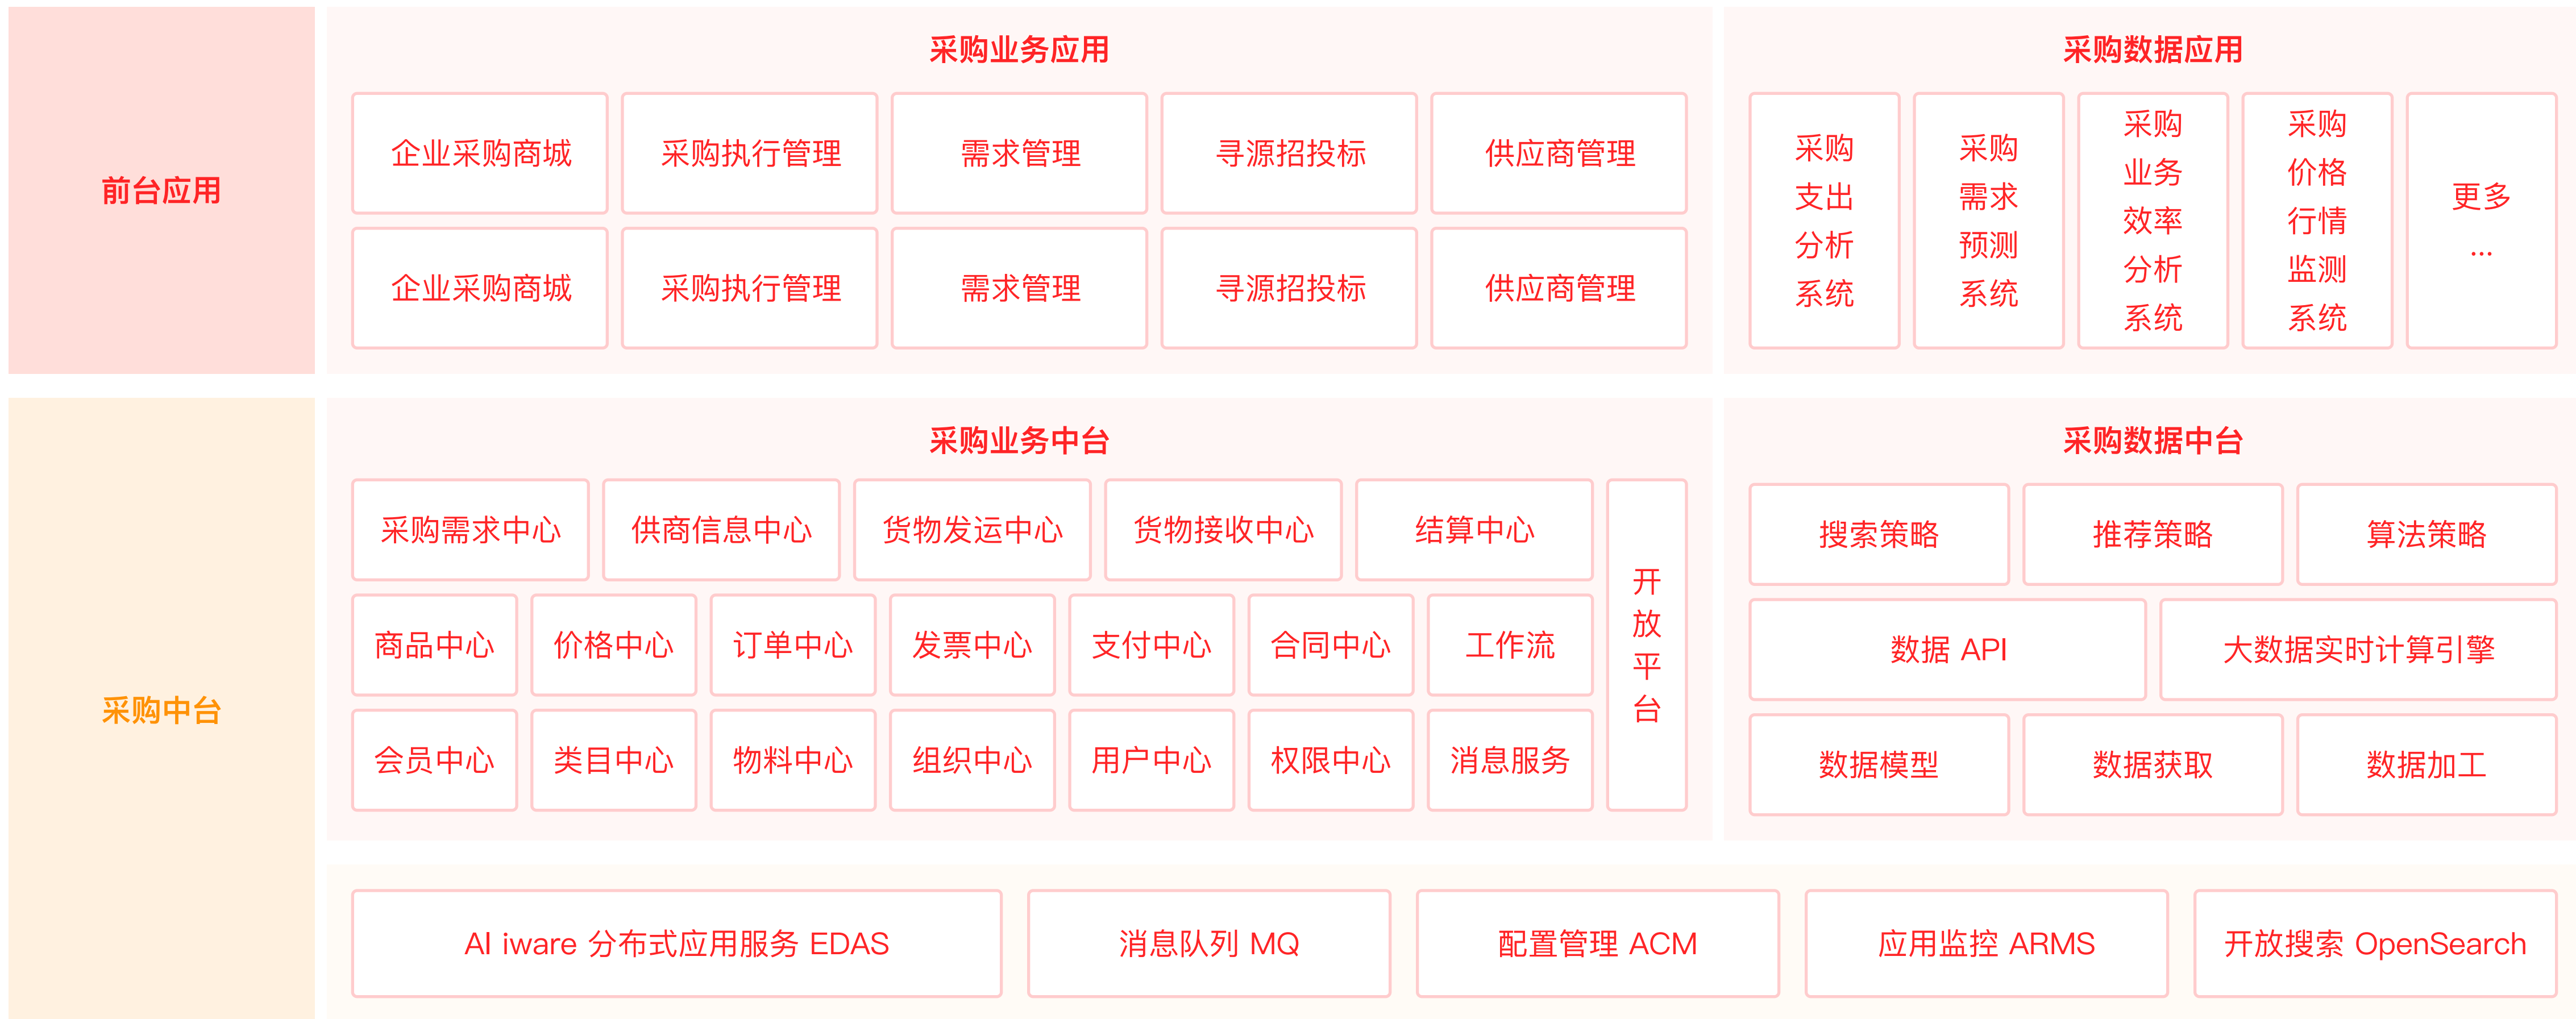 前台应用
采购业务应用
企业采购商城
采购执行管理
需求管理
寻源招投标
供应商管理
企业采购商城
采购执行管理
需求管理
寻源招投标
供应商管理
采购数据应用
采购
支出
分析
系统
采购
需求
预测
系统
采购
业务
效率
分析
系统
采购
价格
行情
监测
系统
更多
...
采购中台
采购业务中台
采购需求中心
供商信息中心
货物发运中心
货物接收中心
结算中心
商品中心
价格中心
订单中心
发票中心
支付中心
合同中心
工作流
会员中心
类目中心
物料中心
组织中心
用户中心
权限中心
消息服务
开
放
平
台
采购数据中台
搜索策略
推荐策略
算法策略
数据 API
大数据实时计算引擎
数据模型
数据获取
数据加工
AI iware 分布式应用服务 EDAS
消息队列 MQ
配置管理 ACM
应用监控 ARMS
开放搜索 OpenSearch